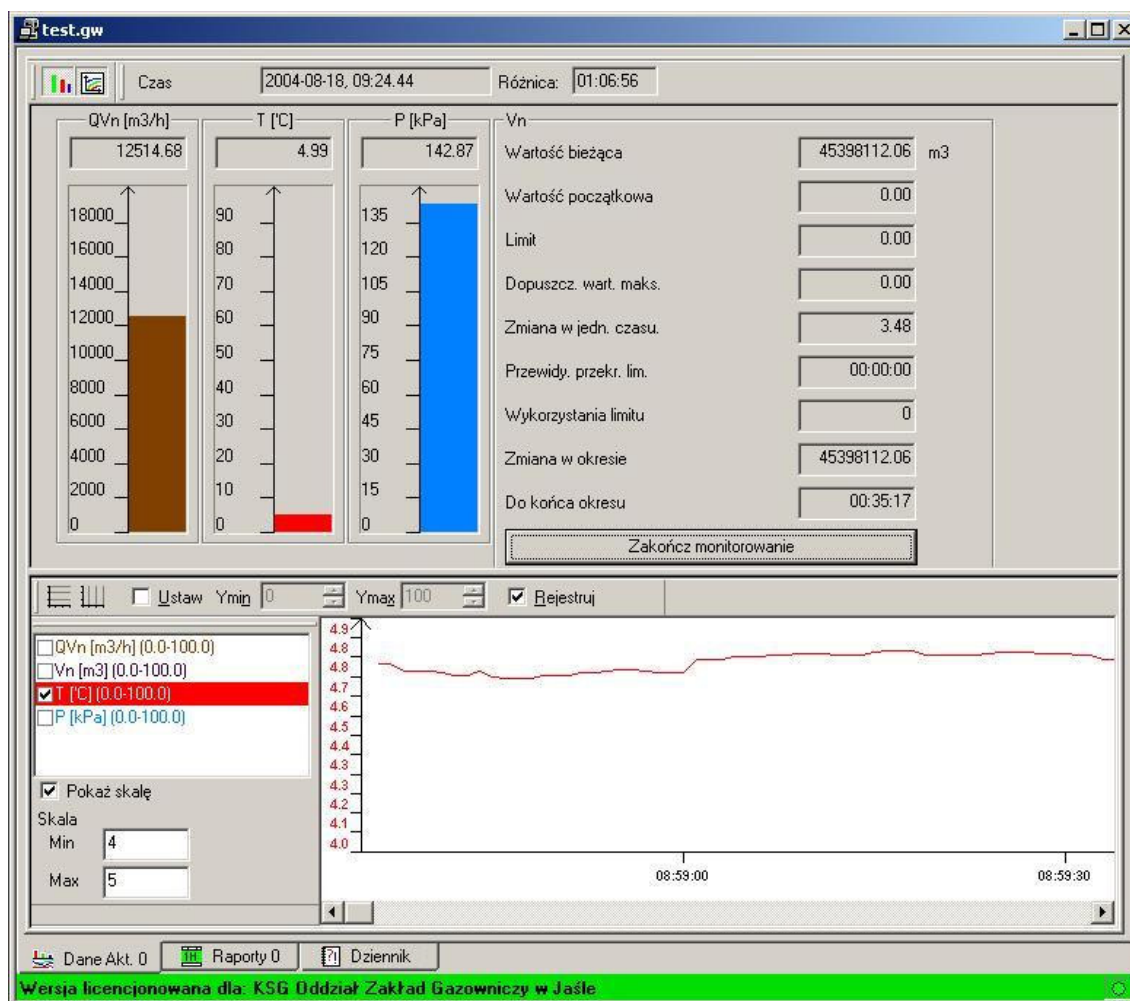 test.gw
Czas 2004-08-18, 09:24.44 Różnica: 01:06:56
QVn [m3/h] T ['C] P [kPa] Vn
12514.68 4.99 142.87
18000
16000
14000
12000
10000
8000
6000
4000
2000
0
90
80
70
60
50
40
30
20
10
0
135
120
105
90
75
60
45
30
15
0
Wartość bieżąca 45398112.06 m3
Wartość początkowa 0.00
Limit 0.00
Dopuszcz. wart. maks. 0.00
Zmiana w jedn. czasu. 3.48
Przewidy. przekr. lim. 00:00:00
Wykorzystania limitu 0
Zmiana w okresie 45398112.06
Do końca okresu 00:35:17
Zakończ monitorowanie
Ustaw Ymin 0 Ymax 100 Rejestruj
QVn [m3/h] (0.0-100.0)
Vn [m3] (0.0-100.0)
T ['C] (0.0-100.0)
P [kPa] (0.0-100.0)
Pokaż skalę
Skala
Min 4
Max 5
4.9
4.8
4.8
4.7
4.6
4.5
4.4
4.3
4.3
4.2
4.1
4.0
08:59:00 08:59:30
Dane Akt. 0 1H Raporty 0 Dziennik
Wersja licencjonowana dla: KSG Oddział Zakład Gazowniczy w Jaśle